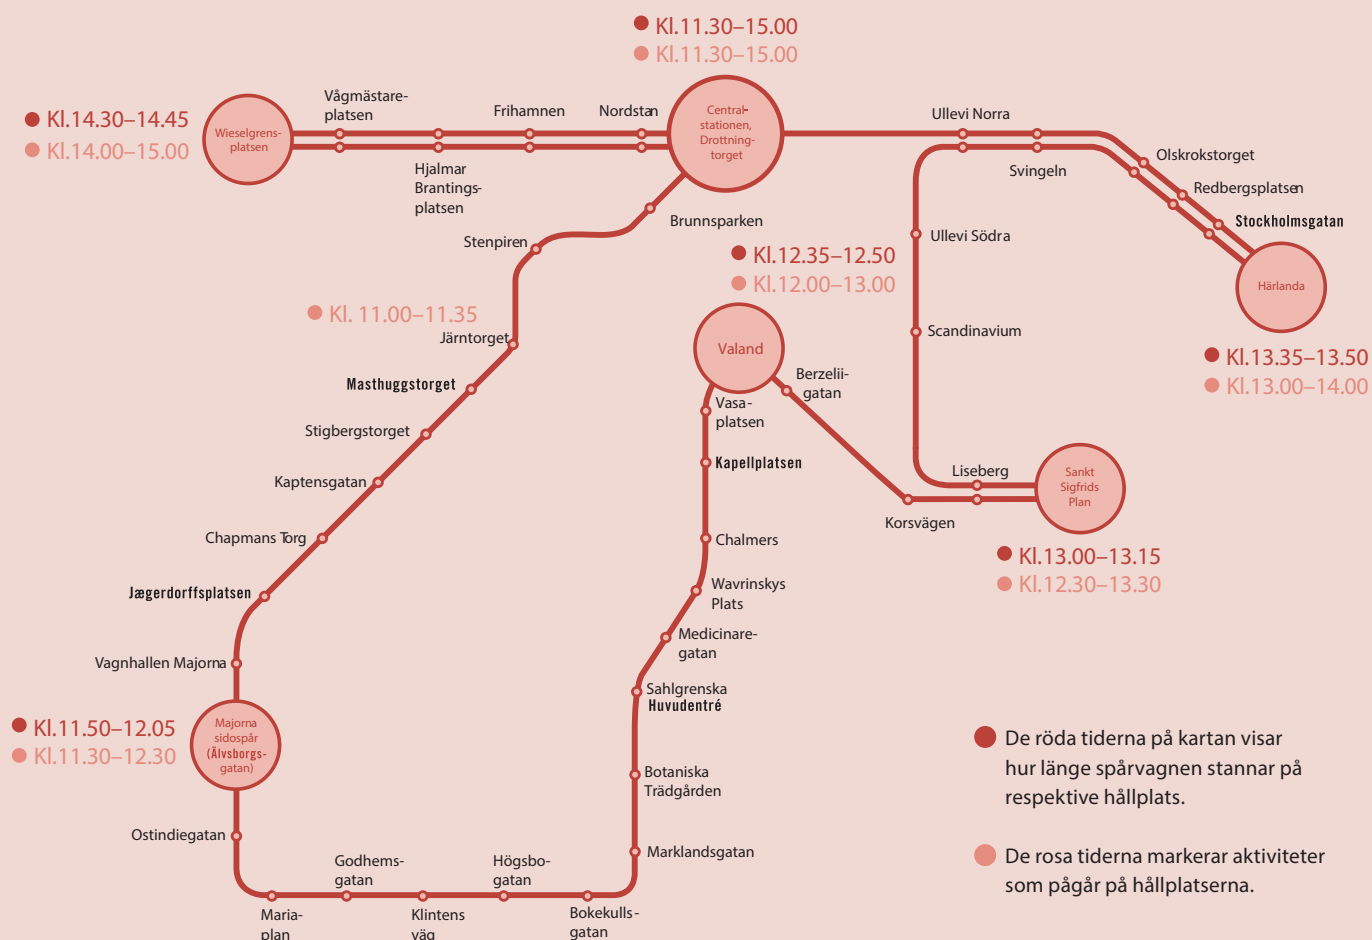 Kl.11.30–15.00
Kl.11.30–15.00
Kl.14.30–14.45
Kl.14.00–15.00
Wieselgrens-
platsen
Vågmästare-
platsen
Hjalmar
Brantings-
platsen
Frihamnen
Nordstan
Central-
stationen,
Drottning-
torget
Ullevi Norra
Svingeln
Olskrokstorget
Redbergsplatsen
Stockholmsgatan
Härlanda
Kl.13.35–13.50
Kl.13.00–14.00
Brunnsparken
Stenpiren
Kl. 11.00–11.35
Järntorget
Masthuggstorget
Stigbergstorget
Kaptensgatan
Chapmans Torg
Jægerdorffsplatsen
Vagnhallen Majorna
Kl.12.35–12.50
Kl.12.00–13.00
Valand
Berzelii-
gatan
Vasa-
platsen
Kapellplatsen
Chalmers
Wavrinskys
Plats
Medicinare-
gatan
Sahlgrenska
Huvudentré
Botaniska
Trädgården
Marklandsgatan
Ullevi Södra
Scandinavium
Liseberg
Korsvägen
Sankt
Sigfrids
Plan
Kl.13.00–13.15
Kl.12.30–13.30
Kl.11.50–12.05
Kl.11.30–12.30
Majorna
sidospår
(Älvsborgs-
gatan)
Ostindiegatan
Maria-
plan
Godhems-
gatan
Klintens
väg
Högsbo-
gatan
Bokekulls-
gatan
De röda tiderna på kartan visar
hur länge spårvagnen stannar på
respektive hållplats.
De rosa tiderna markerar aktiviteter
som pågår på hållplatserna.